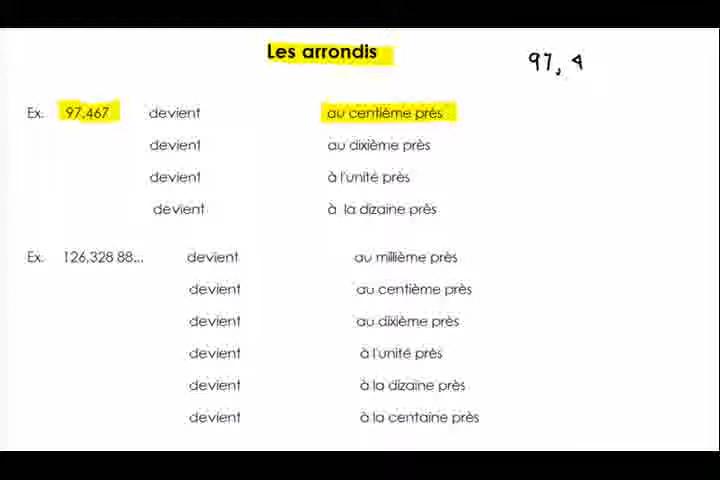 Les arrondis
97, 4
Ex. 97,467 devient au centième près
devient au dixième près
devient à l'unité près
devient à la dizaine près
Ex. 126,328 88... devient au millième près
devient au centième près
devient au dixième près
devient à l'unité près
devient à la dizaine près
devient à la centaine près